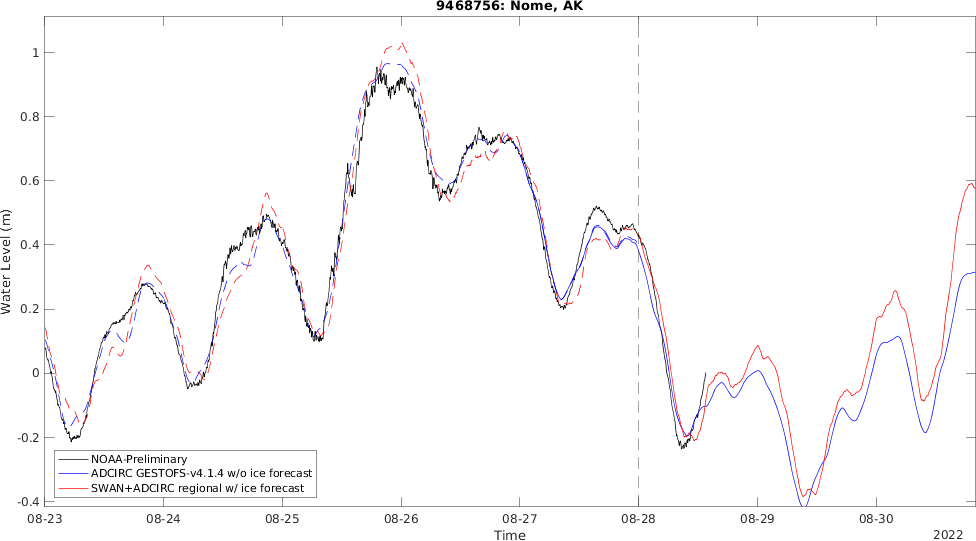 9468756: Nome, AK
Water Level (m)
1
0.8
0.6
0.4
0.2
0
-0.2
-0.4
NOAA-Preliminary
ADCIRC GESTOFS-v4.1.4 w/o ice forecast
SWAN+ADCIRC regional w/ ice forecast
08-23 08-24 08-25 08-26 08-27 08-28 08-29 08-30
Time
2022